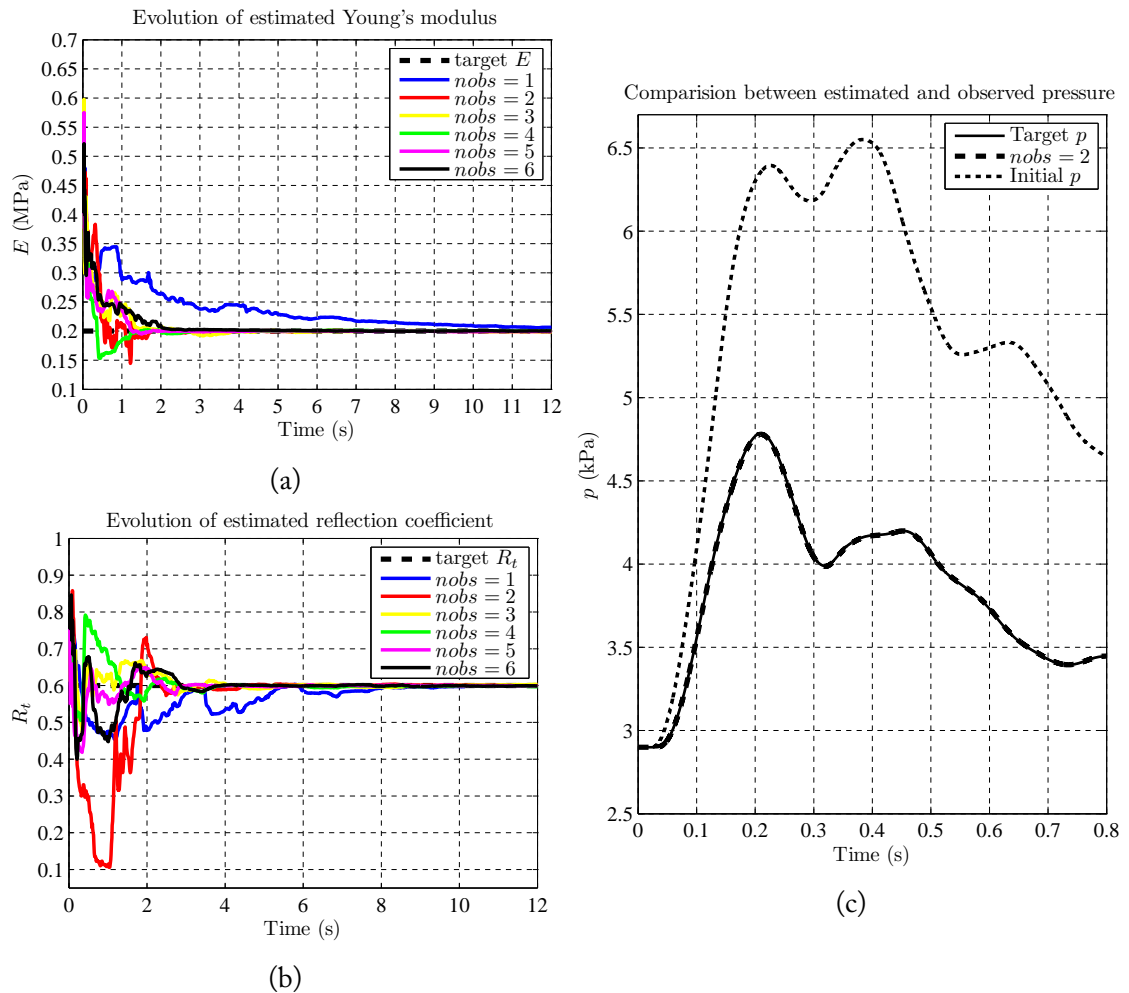 Evolution of estimated Young's modulus
0.7
0.65
0.6
0.55
0.5
0.45
0.4
0.35
0.3
0.25
0.2
0.15
0.1
E (MPa)
target E
nobs = 1
nobs = 2
nobs = 3
nobs = 4
nobs = 5
nobs = 6
0 1 2 3 4 5 6 7 8 9 10 11 12
Time (s)
(a)
Evolution of estimated reflection coefficient
1
0.9
0.8
0.7
0.6
0.5
0.4
0.3
0.2
0.1
R_t
target R_t
nobs = 1
nobs = 2
nobs = 3
nobs = 4
nobs = 5
nobs = 6
0 2 4 6 8 10 12
Time (s)
(b)
Comparision between estimated and observed pressure
6.5
6
5.5
5
4.5
4
3.5
3
2.5
p (kPa)
Target p
nobs = 2
Initial p
0 0.1 0.2 0.3 0.4 0.5 0.6 0.7 0.8
Time (s)
(c)